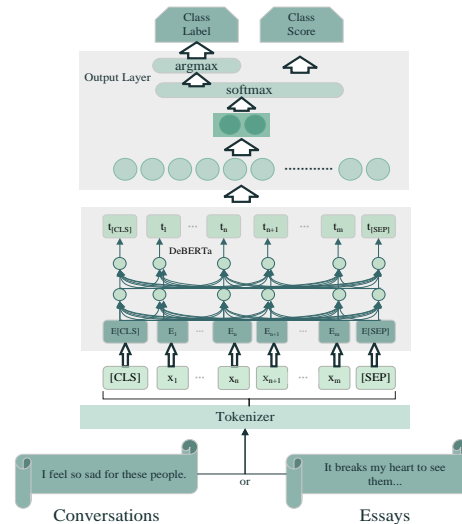 Class Label
Class Score
argmax
Output Layer
softmax
t[CLS] t1 ... tn tn+1 ... tm t[SEP]
DeBERTa
E[CLS] E1 ... En En+1 ... Em E[SEP]
[CLS] x1 ... xn xn+1 ... xm [SEP]
Tokenizer
I feel so sad for these people.
or
It breaks my heart to see
them...
Conversations
Essays